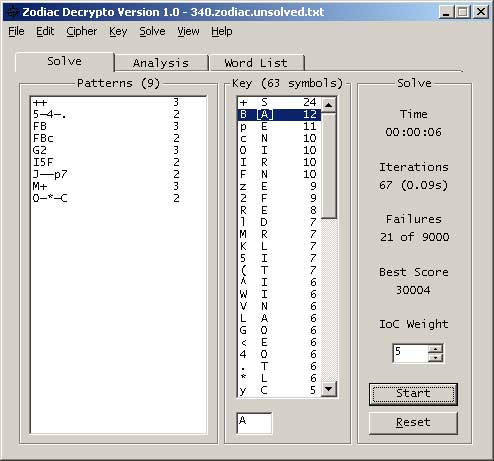 Zodiac Decrypto Version 1.0 - 340.zodiac.unsolved.txt
File Edit Cipher Key Solve View Help
Solve Analysis Word List
Patterns (9)
++ 3
5-4-. 2
FB 3
FBc 2
G2 3
I5F 2
J--p7 2
M+ 3
O-*-C 2
Key (63 symbols)
+ S 24
B [A] 12
p E 11
c N 10
O I 10
I R 10
F N 10
z E 9
2 F 9
R E 8
l D 7
M R 7
K L 7
5 I 7
( T 7
^ I 6
W I 6
V N 6
L A 6
G O 6
< E 6
4 O 6
. T 6
* L 6
y C 5
A
Solve
Time
00:00:06
Iterations
67 (0.09s)
Failures
21 of 9000
Best Score
30004
IoC Weight
5
Start
Reset